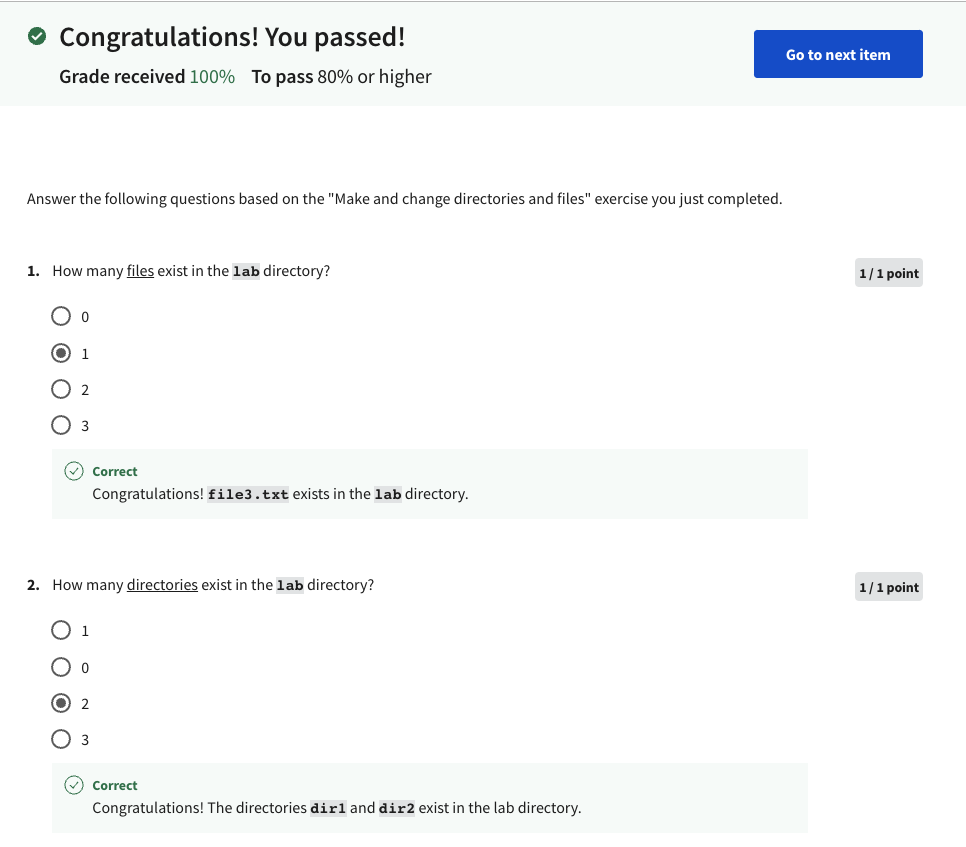 Congratulations! You passed!
Grade received 100% To pass 80% or higher
Go to next item
Answer the following questions based on the "Make and change directories and files" exercise you just completed.
1. How many files exist in the lab directory?
1 / 1 point
0
1
2
3
Correct
Congratulations! file3.txt exists in the lab directory.
2. How many directories exist in the lab directory?
1 / 1 point
1
0
2
3
Correct
Congratulations! The directories dir1 and dir2 exist in the lab directory.